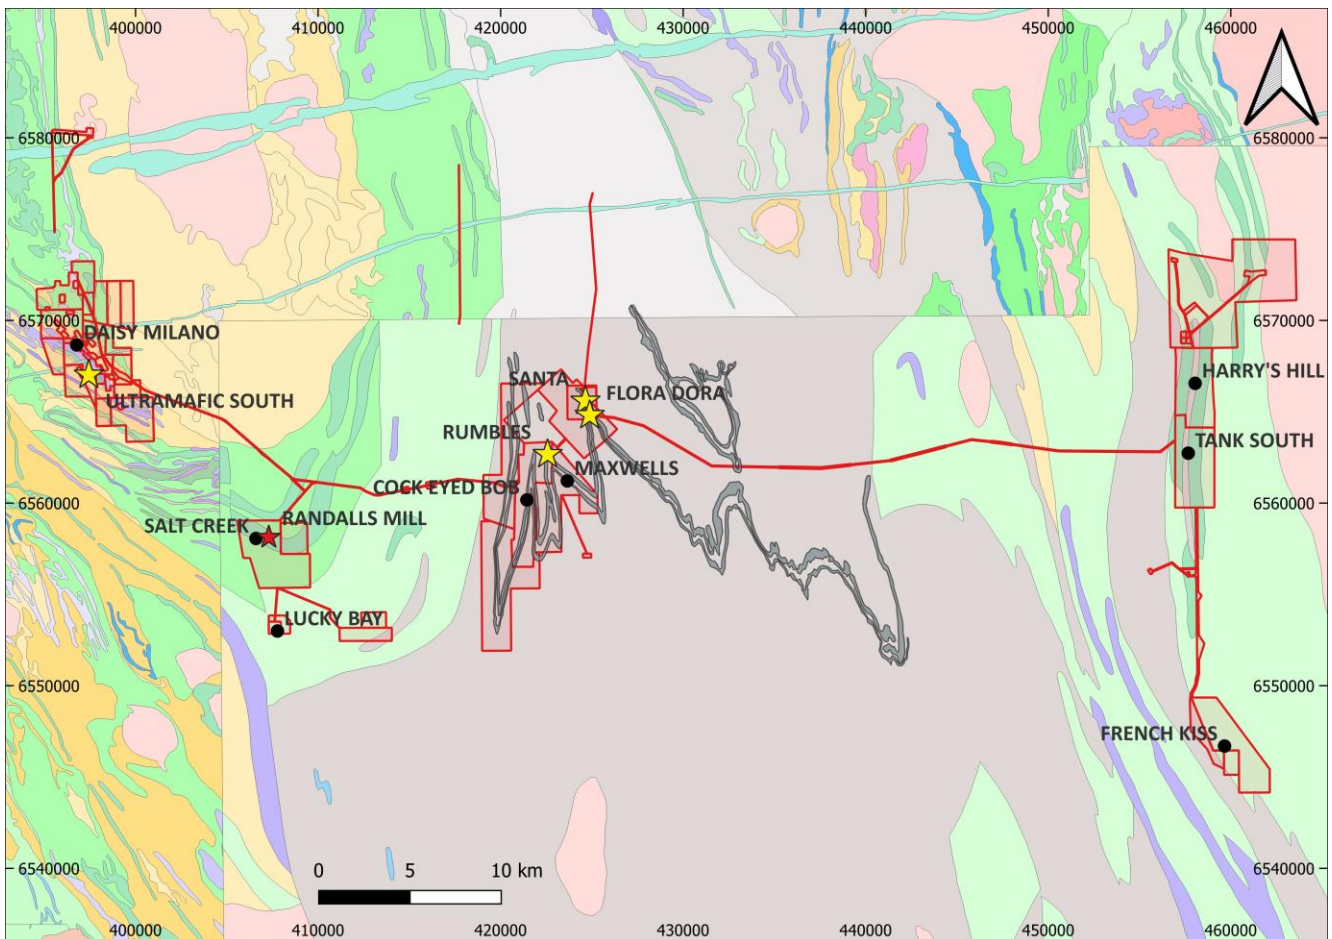 400000 410000 420000 430000 440000 450000 460000
6580000 6580000
6570000 6570000
DAISY MILANO
HARRY'S HILL
SANTA
FLORA DORA
ULTRAMAFIC SOUTH
RUMBLES
TANK SOUTH
MAXWELLS
COCK EYED BOB
6560000 6560000
RANDALLS MILL
SALT CREEK
LUCKY BAY
6550000 6550000
FRENCH KISS
0 5 10 km
6540000 6540000
400000 410000 420000 430000 440000 450000 460000